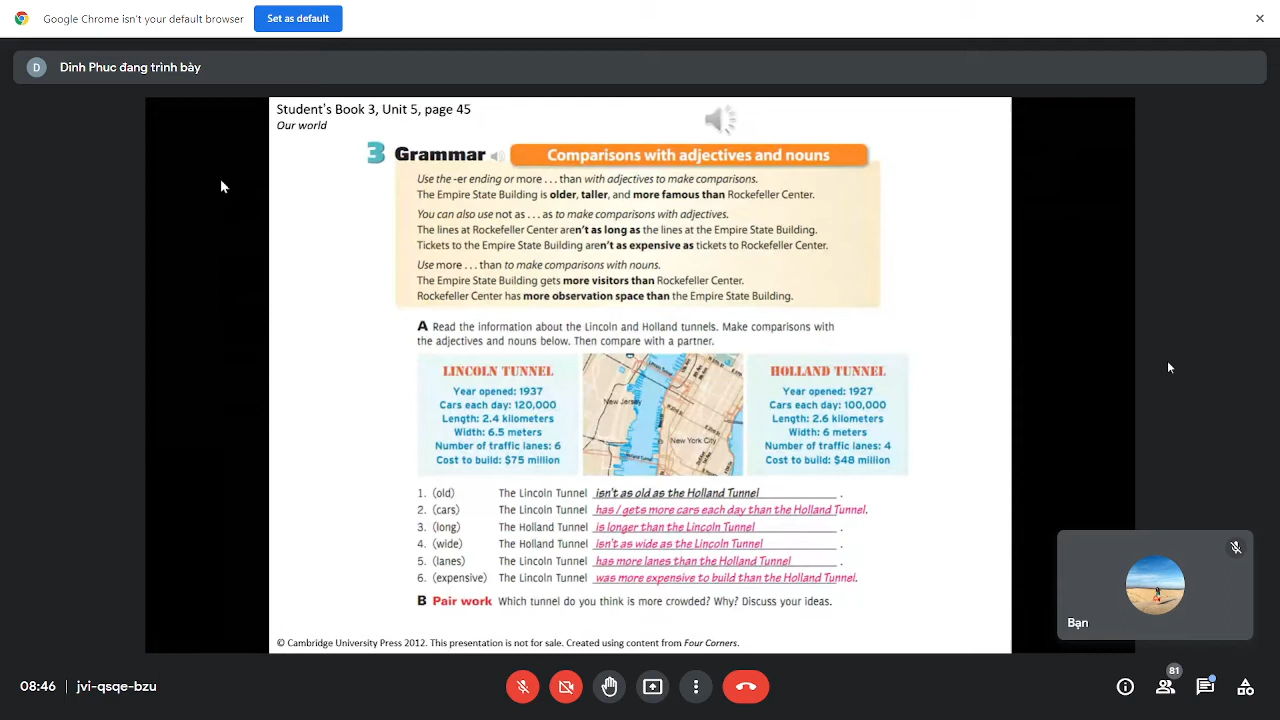 Google Chrome isn't your default browser
Set as default
D
Dinh Phuc đang trình bày
Student's Book 3, Unit 5, page 45
Our world
3 Grammar
Comparisons with adjectives and nouns
Use the -er ending or more . . . than with adjectives to make comparisons.
The Empire State Building is older, taller, and more famous than Rockefeller Center.
You can also use not as . . . as to make comparisons with adjectives.
The lines at Rockefeller Center aren't as long as the lines at the Empire State Building.
Tickets to the Empire State Building aren't as expensive as tickets to Rockefeller Center.
Use more . . . than to make comparisons with nouns.
The Empire State Building gets more visitors than Rockefeller Center.
Rockefeller Center has more observation space than the Empire State Building.
A Read the information about the Lincoln and Holland tunnels. Make comparisons with
the adjectives and nouns below. Then compare with a partner.
LINCOLN TUNNEL
Year opened: 1937
Cars each day: 120,000
Length: 2.4 kilometers
Width: 6.5 meters
Number of traffic lanes: 6
Cost to build: $75 million
New Jersey
New York City
HOLLAND TUNNEL
Year opened: 1927
Cars each day: 100,000
Length: 2.6 kilometers
Width: 6 meters
Number of traffic lanes: 4
Cost to build: $48 million
1. (old) The Lincoln Tunnel isn't as old as the Holland Tunnel .
2. (cars) The Lincoln Tunnel has / gets more cars each day than the Holland Tunnel.
3. (long) The Holland Tunnel is longer than the Lincoln Tunnel .
4. (wide) The Holland Tunnel isn't as wide as the Lincoln Tunnel .
5. (lanes) The Lincoln Tunnel has more lanes than the Holland Tunnel .
6. (expensive) The Lincoln Tunnel was more expensive to build than the Holland Tunnel.
B Pair work Which tunnel do you think is more crowded? Why? Discuss your ideas.
© Cambridge University Press 2012. This presentation is not for sale. Created using content from Four Corners.
Bạn
08:46 | jvi-qsqe-bzu
81